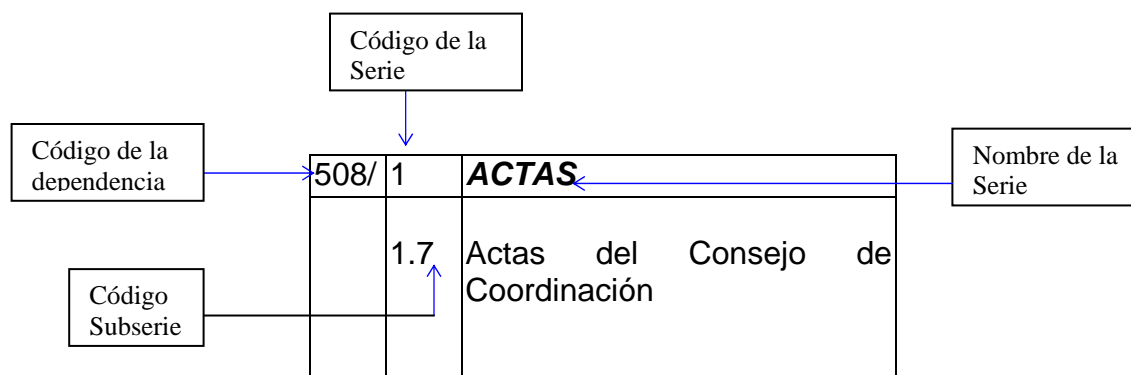 Código de la
Serie
Código de la
dependencia
508/ 1 ACTAS
Nombre de la
Serie
1.7 Actas del Consejo de
Coordinación
Código
Subserie